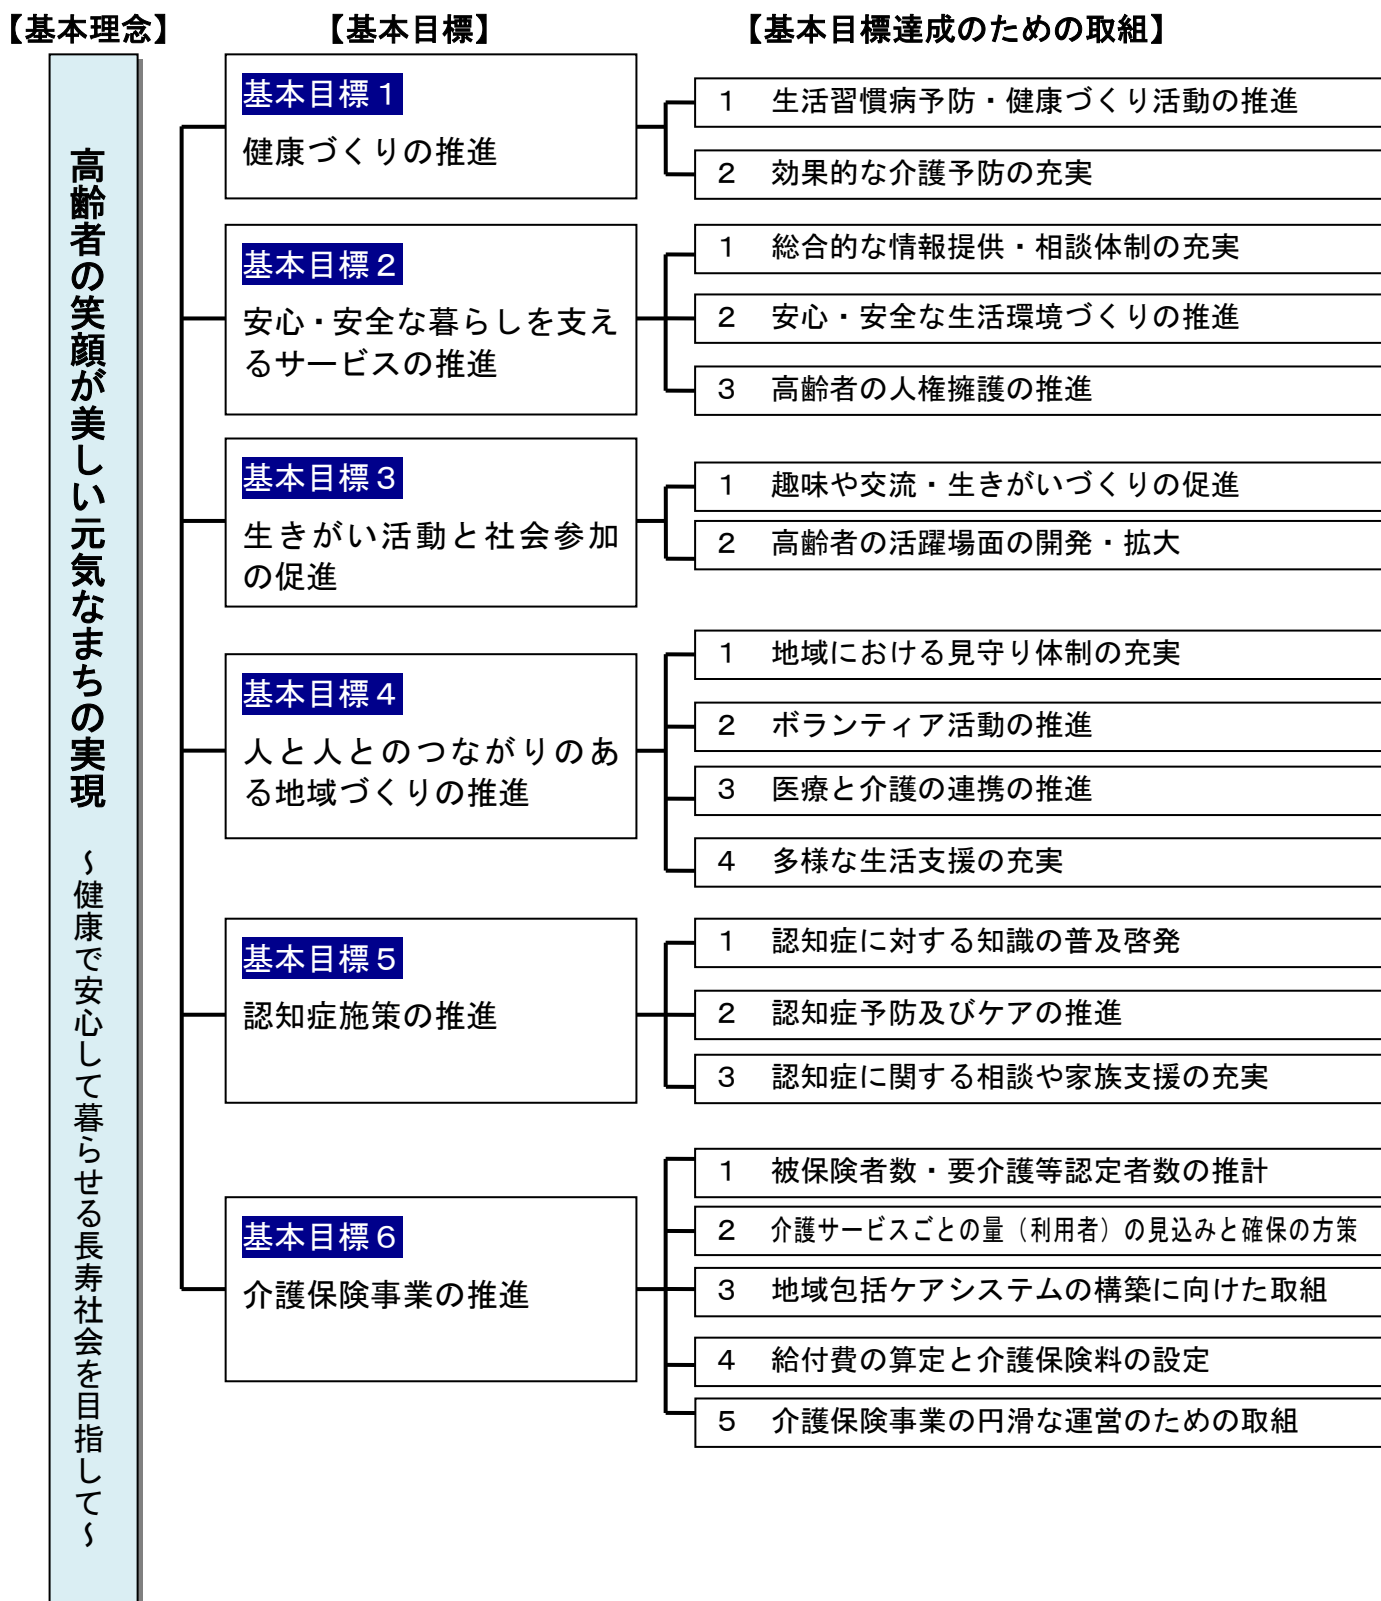 【基本理念】
【基本目標】
【基本目標達成のための取組】
高齢者の笑顔が美しい元気なまちの実現 ～健康で安心して暮らせる長寿社会を目指して～
基本目標１
健康づくりの推進
１ 生活習慣病予防・健康づくり活動の推進
２ 効果的な介護予防の充実
基本目標２
安心・安全な暮らしを支え
るサービスの推進
１ 総合的な情報提供・相談体制の充実
２ 安心・安全な生活環境づくりの推進
３ 高齢者の人権擁護の推進
基本目標３
生きがい活動と社会参加
の促進
１ 趣味や交流・生きがいづくりの促進
２ 高齢者の活躍場面の開発・拡大
基本目標４
人と人とのつながりのあ
る地域づくりの推進
１ 地域における見守り体制の充実
２ ボランティア活動の推進
３ 医療と介護の連携の推進
４ 多様な生活支援の充実
基本目標５
認知症施策の推進
１ 認知症に対する知識の普及啓発
２ 認知症予防及びケアの推進
３ 認知症に関する相談や家族支援の充実
基本目標６
介護保険事業の推進
１ 被保険者数・要介護等認定者数の推計
２ 介護サービスごとの量（利用者）の見込みと確保の方策
３ 地域包括ケアシステムの構築に向けた取組
４ 給付費の算定と介護保険料の設定
５ 介護保険事業の円滑な運営のための取組